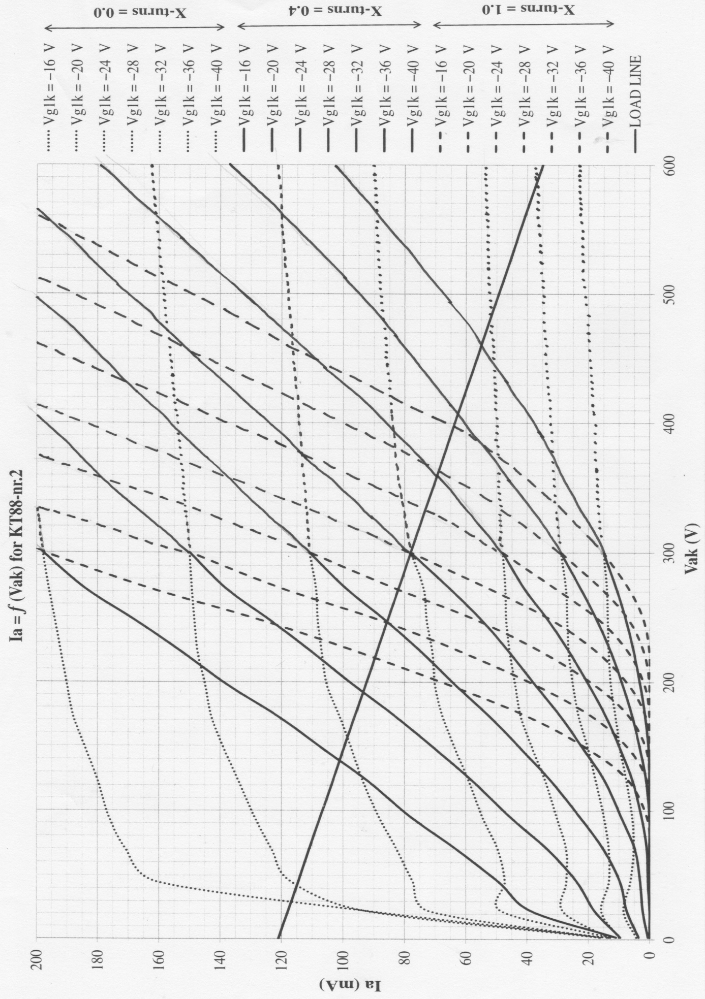 Ia = f (Vak) for KT88-nr.2
200
180
160
140
120
100
80
60
40
20
0
Ia (mA)
0
100
200
300
400
500
600
Vak (V)
Vg1k = −16 V
Vg1k = −20 V
Vg1k = −24 V
Vg1k = −28 V
Vg1k = −32 V
Vg1k = −36 V
Vg1k = −40 V
X-turns = 0.0
Vg1k = −16 V
Vg1k = −20 V
Vg1k = −24 V
Vg1k = −28 V
Vg1k = −32 V
Vg1k = −36 V
Vg1k = −40 V
X-turns = 0.4
Vg1k = −16 V
Vg1k = −20 V
Vg1k = −24 V
Vg1k = −28 V
Vg1k = −32 V
Vg1k = −36 V
Vg1k = −40 V
X-turns = 1.0
LOAD LINE